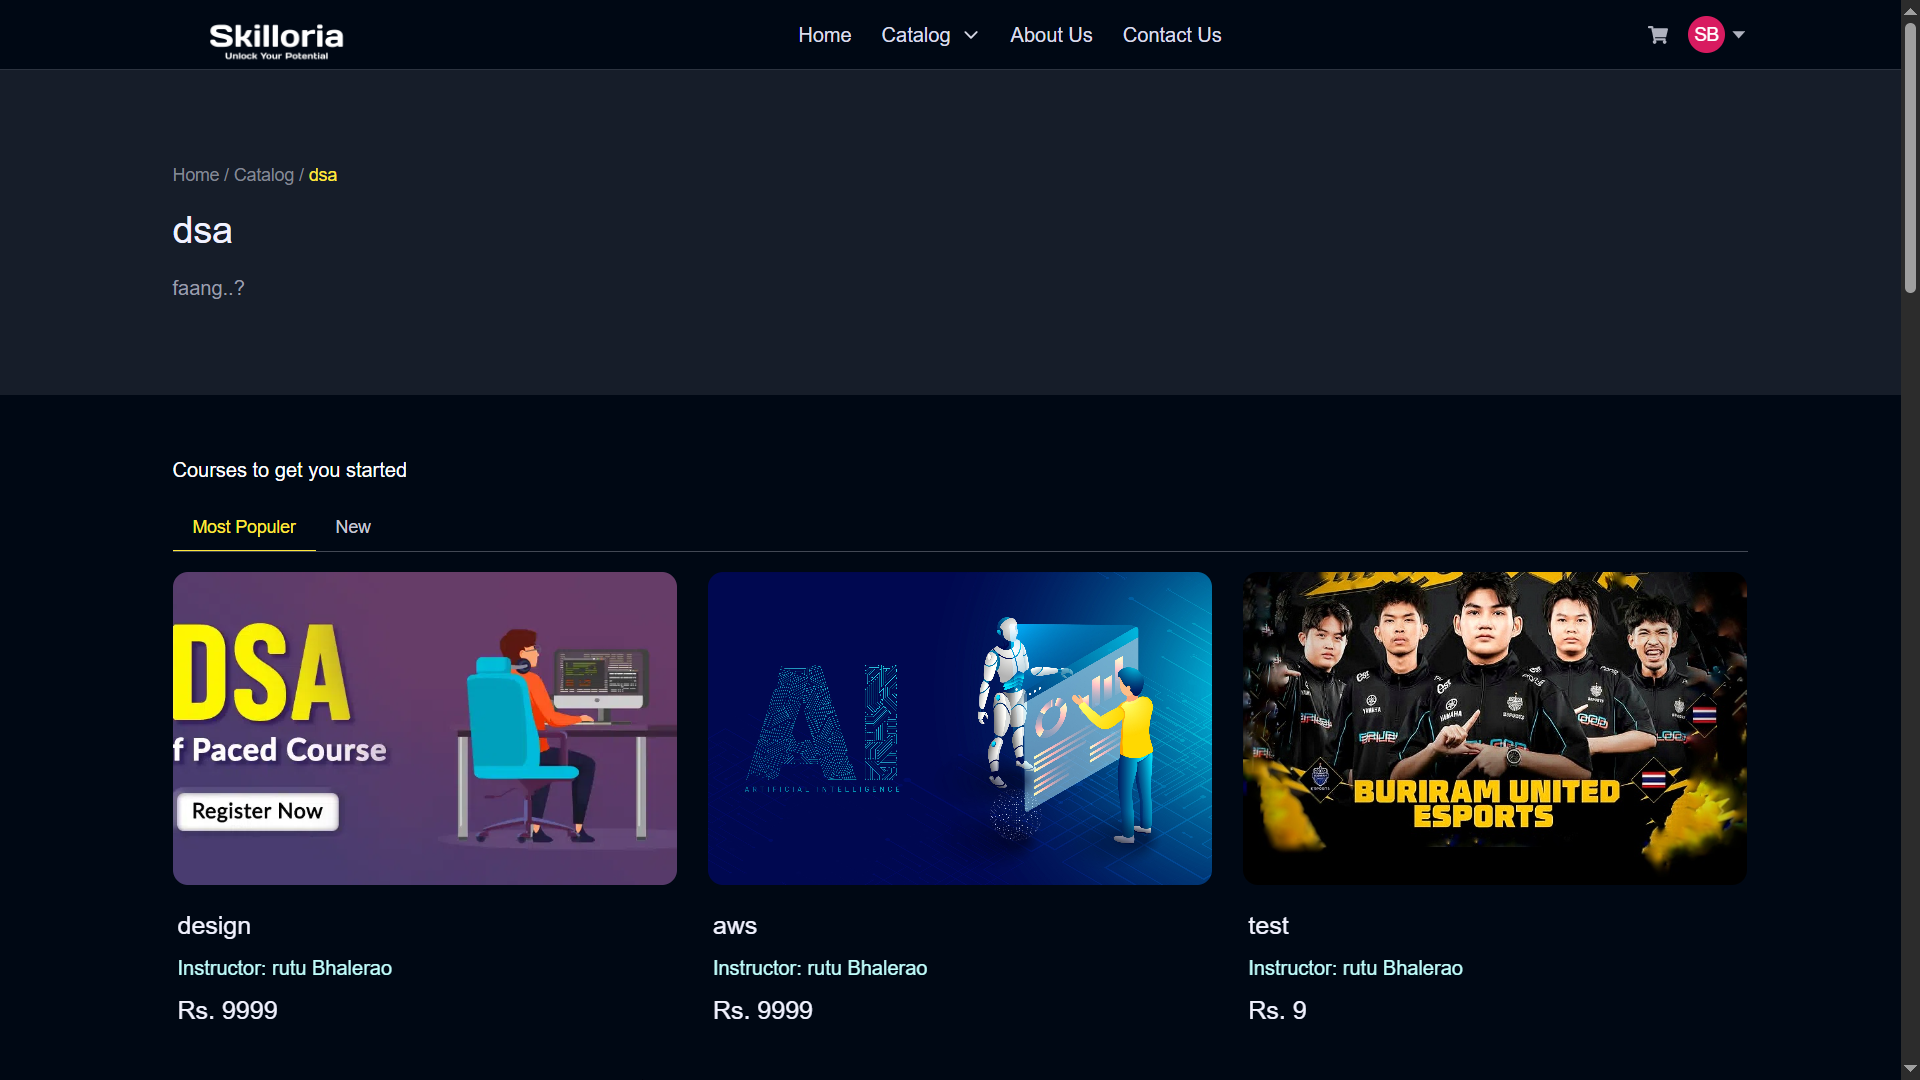 Skilloria
Unlock Your Potential
Home
Catalog
About Us
Contact Us
SB
Home / Catalog / dsa
dsa
faang..?
Courses to get you started
Most Populer
New
DSA
f Paced Course
Register Now
AI
ARTIFICIAL INTELLIGENCE
YAMAHA
YAMAHA
BURIRAM UNITED
ESPORTS
design
Instructor: rutu Bhalerao
Rs. 9999
aws
Instructor: rutu Bhalerao
Rs. 9999
test
Instructor: rutu Bhalerao
Rs. 9